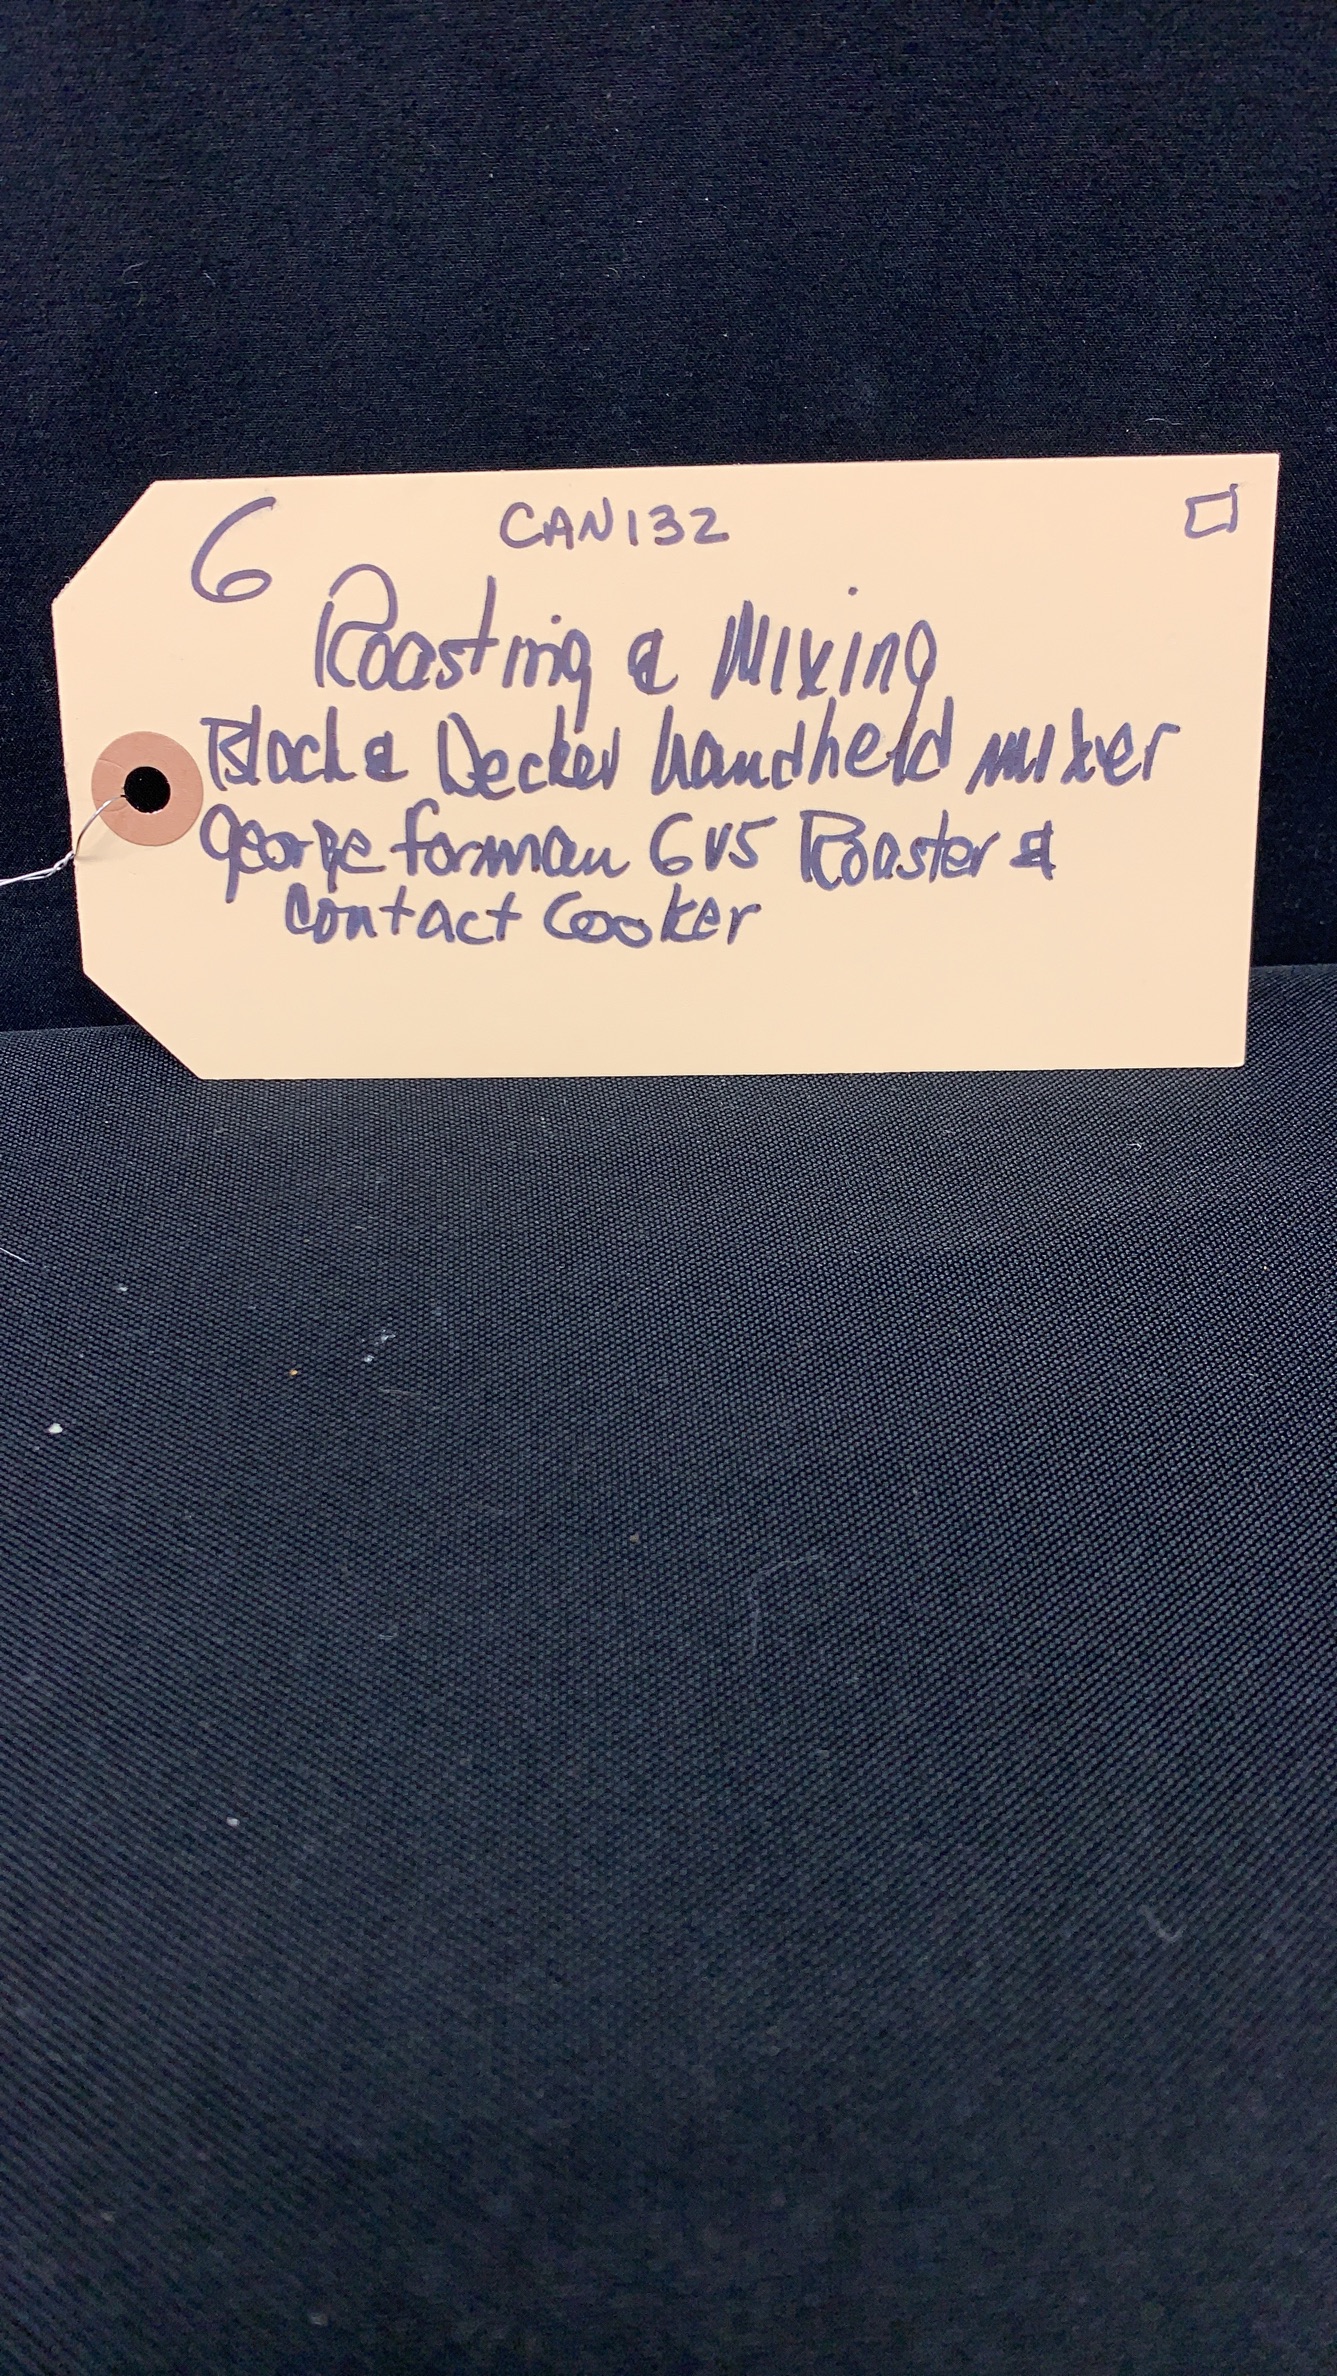 6 CAN132
Roasting & Mixing
Black & Decker handheld mixer
George Forman GV5 Roaster &
Contact Cooker